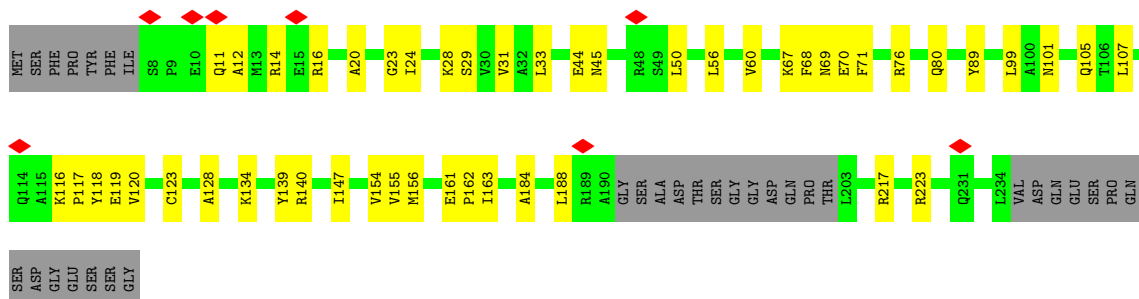 MET SER PHE PRO TYR PHE ILE S8 P9 E10 Q11 A12 M13 R14 E15 R16 A20 G23 I24 K28 S29 V30 V31 A32 L33 E44 N45 R48 S49 L50 L56 V60 K67 F68 N69 E70 F71 R76 Q80 Y89 L99 A100 N101 Q105 T106 L107
Q114 A115 K116 P117 Y118 E119 V120 C123 A128 K134 Y139 R140 I147 V154 V155 M156 E161 P162 I163 A184 L188 R189 A190 GLY SER ALA ASP THR SER GLY GLY ASP GLN PRO THR L203 R217 R223 Q231 L234 VAL ASP GLN GLU SER PRO GLN
SER ASP GLY GLU SER SER GLY